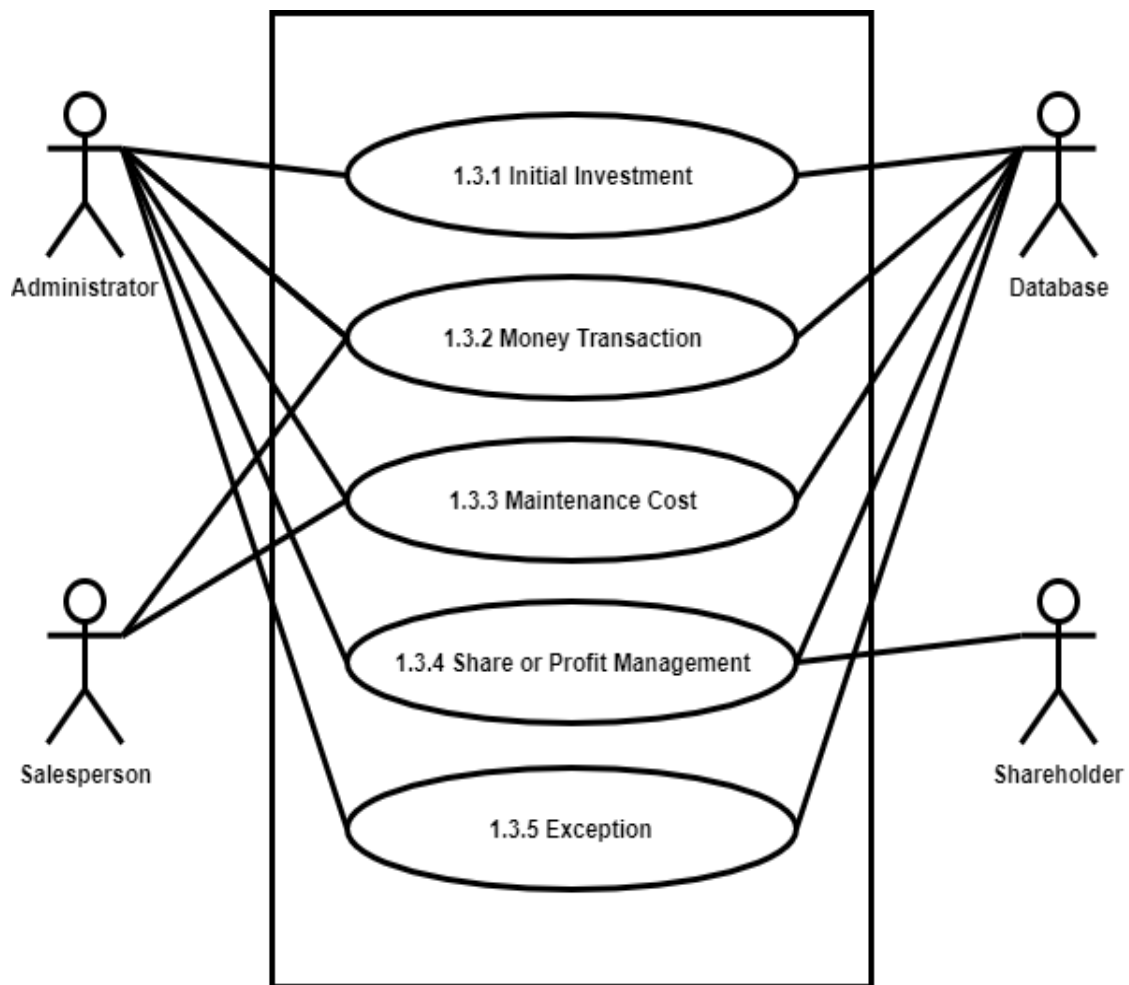 1.3.1 Initial Investment
Administrator
Database
1.3.2 Money Transaction
1.3.3 Maintenance Cost
1.3.4 Share or Profit Management
Salesperson
Shareholder
1.3.5 Exception